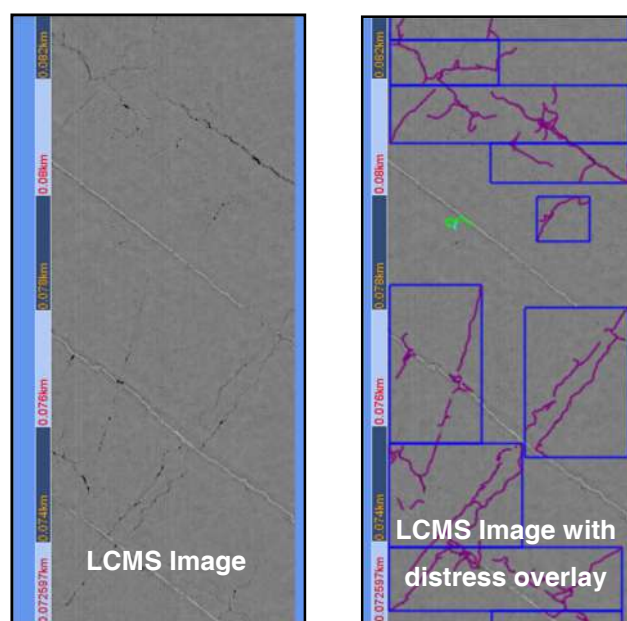 0.082km
0.08km
0.078km
0.076km
0.074km
0.072597km
LCMS Image
0.082km
0.08km
0.078km
0.076km
0.074km
0.072597km
LCMS Image with
distress overlay